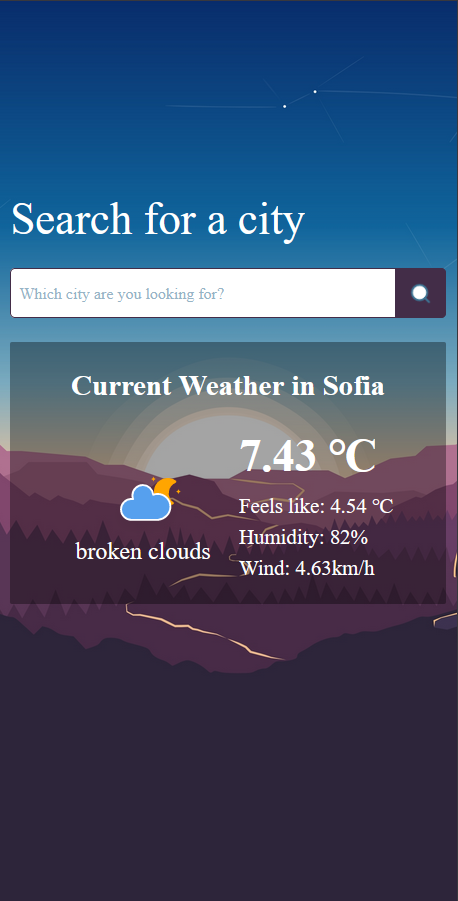 Search for a city
Which city are you looking for?
Current Weather in Sofia
7.43 °C
Feels like: 4.54 °C
Humidity: 82%
Wind: 4.63km/h
broken clouds